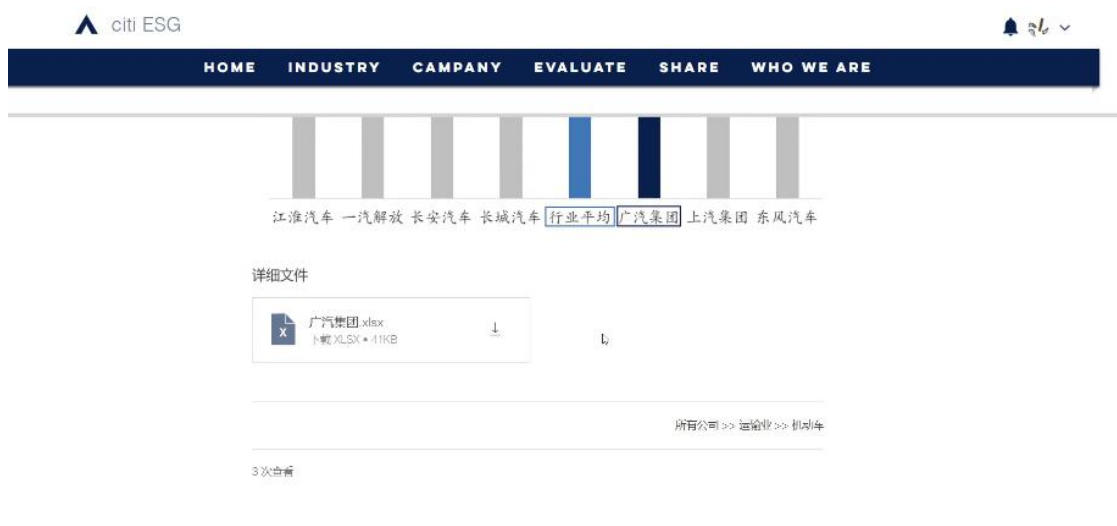 citi ESG
HOME INDUSTRY CAMPANY EVALUATE SHARE WHO WE ARE
江淮汽车 一汽解放 长安汽车 长城汽车 行业平均 广汽集团 上汽集团 东风汽车
详细文件
X
广汽集团.xlsx
下载 XLSX • 41KB
所有公司 >> 运输业 >> 机动车
3 次查看